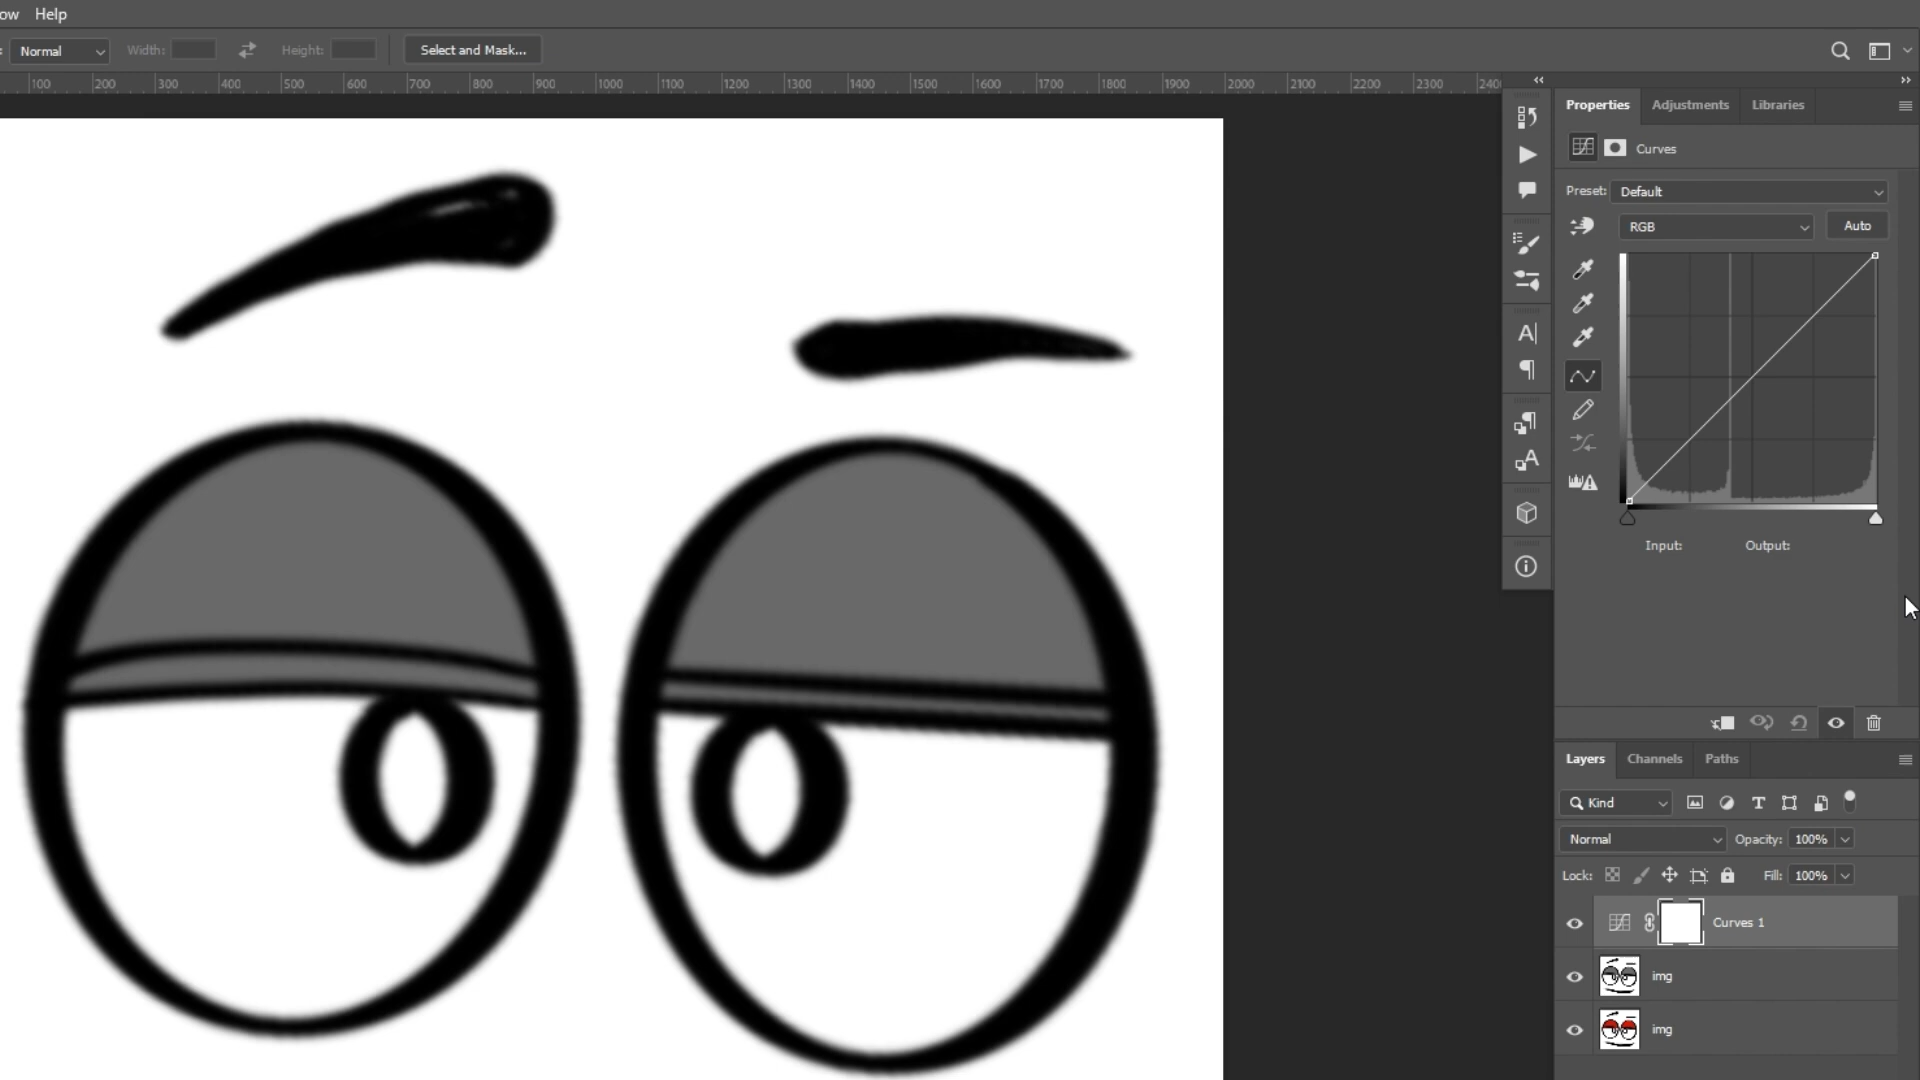 ow Help
: Normal Width: Height: Select and Mask...
100 200 300 400 500 600 700 800 900 1000 1100 1200 1300 1400 1500 1600 1700 1800 1900 2000 2100 2200 2300 240
Properties Adjustments Libraries
Curves
Preset: Default
RGB Auto
Input: Output:
Layers Channels Paths
Kind
Normal Opacity: 100%
Lock: Fill: 100%
Curves 1
img
img